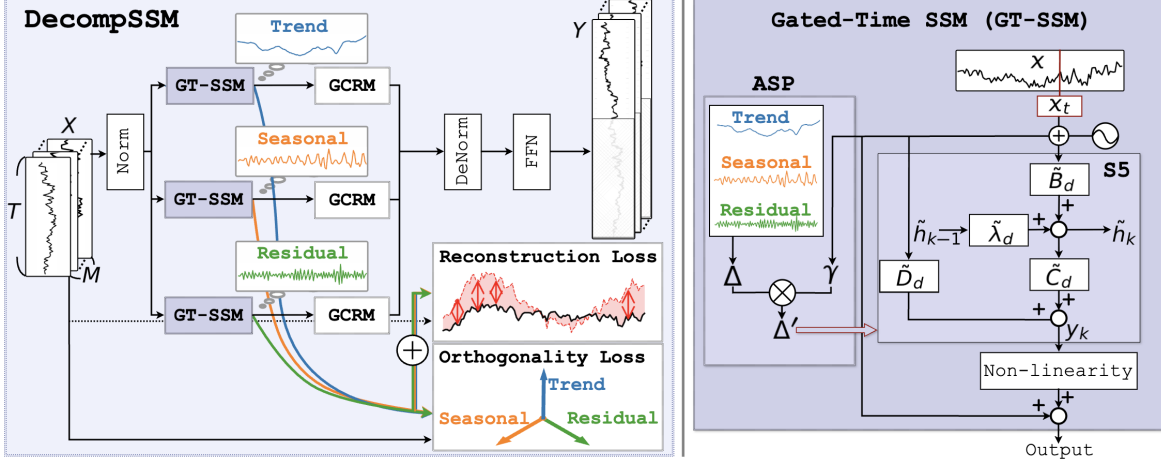 DecompSSM
Trend
GT-SSM
GCRM
Seasonal
GT-SSM
GCRM
Residual
GT-SSM
GCRM
X
T
M
Norm
DeNorm
FFN
Y
Reconstruction Loss
Orthogonality Loss
Trend
Seasonal
Residual
+
Gated-Time SSM (GT-SSM)
ASP
Trend
Seasonal
Residual
Δ
γ
Δ′
x
x_t
+
S5
B̃_d
+
h̃_{k−1}
λ̃_d
+
h̃_k
D̃_d
C̃_d
+
+
y_k
Non-linearity
+
+
Output